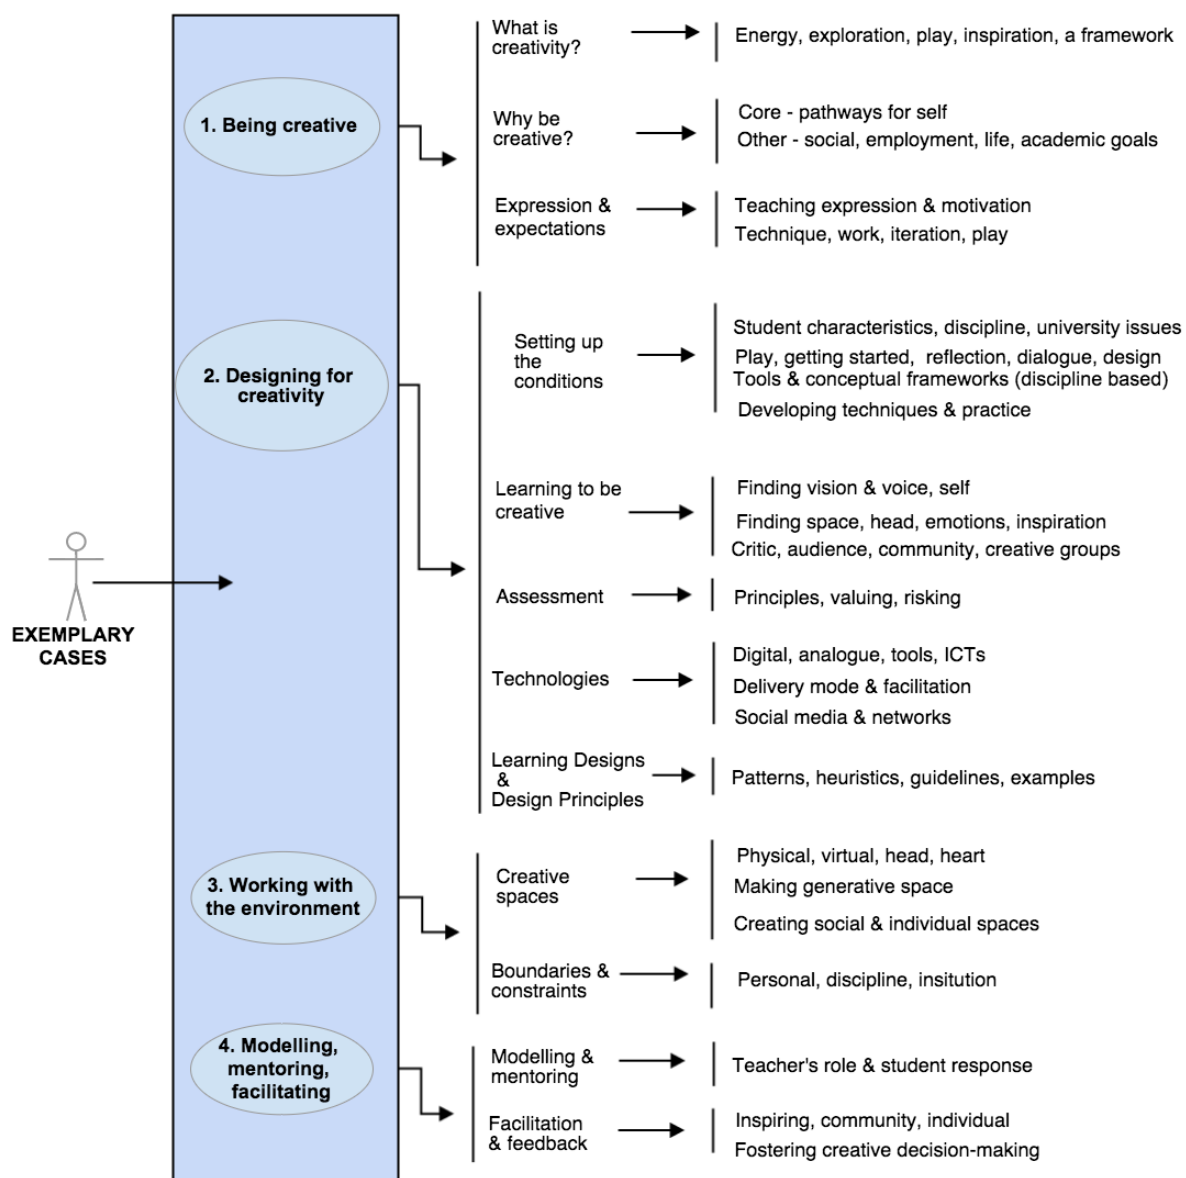 What is
creativity?
Energy, exploration, play, inspiration, a framework
1. Being creative
Why be
creative?
Core - pathways for self
Other - social, employment, life, academic goals
Expression &
expectations
Teaching expression & motivation
Technique, work, iteration, play
2. Designing for
creativity
Setting up
the
conditions
Student characteristics, discipline, university issues
Play, getting started, reflection, dialogue, design
Tools & conceptual frameworks (discipline based)
Developing techniques & practice
Learning to be
creative
Finding vision & voice, self
Finding space, head, emotions, inspiration
Critic, audience, community, creative groups
EXEMPLARY
CASES
Assessment
Principles, valuing, risking
Technologies
Digital, analogue, tools, ICTs
Delivery mode & facilitation
Social media & networks
Learning Designs
&
Design Principles
Patterns, heuristics, guidelines, examples
3. Working with
the environment
Creative
spaces
Physical, virtual, head, heart
Making generative space
Creating social & individual spaces
Boundaries &
constraints
Personal, discipline, insitution
4. Modelling,
mentoring,
facilitating
Modelling &
mentoring
Teacher's role & student response
Facilitation
& feedback
Inspiring, community, individual
Fostering creative decision-making